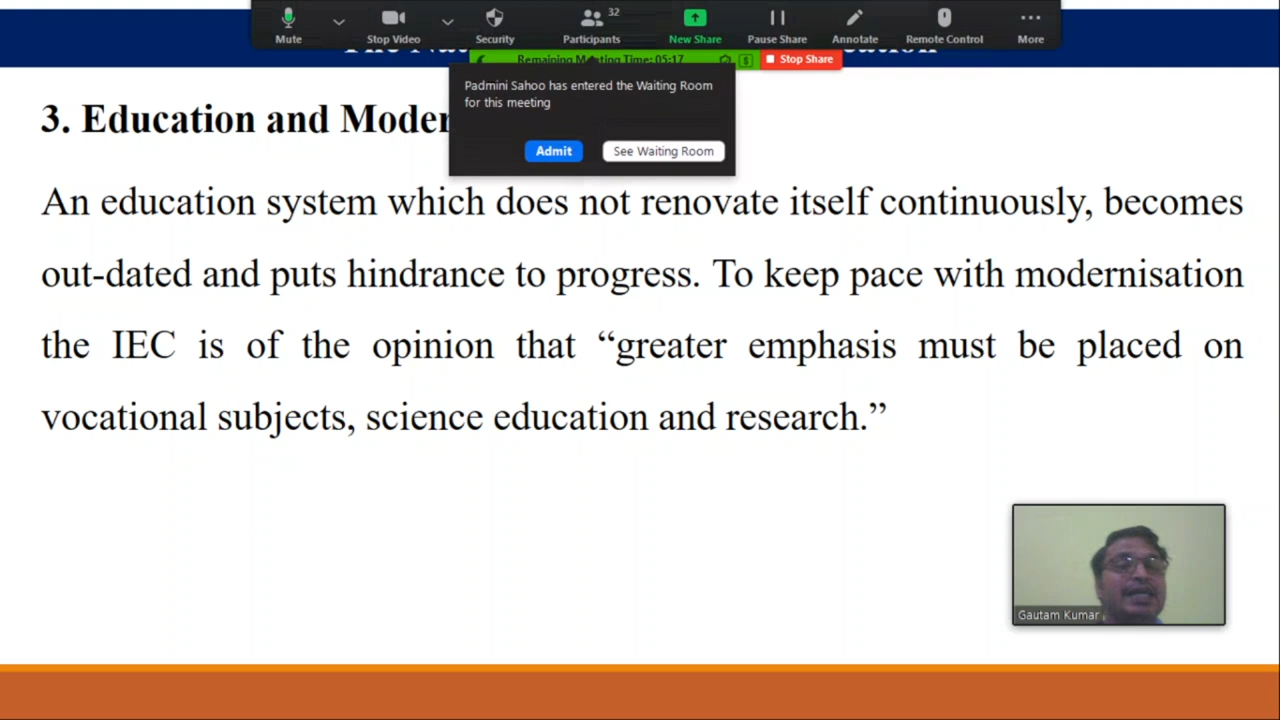 32
Mute
Stop Video
Security
Participants
New Share
Pause Share
Annotate
Remote Control
More
Remaining Meeting Time: 05:17
Stop Share
Padmini Sahoo has entered the Waiting Room
for this meeting
Admit
See Waiting Room
3. Education and Moder
An education system which does not renovate itself continuously, becomes
out-dated and puts hindrance to progress. To keep pace with modernisation
the IEC is of the opinion that “greater emphasis must be placed on
vocational subjects, science education and research.”
Gautam Kumar